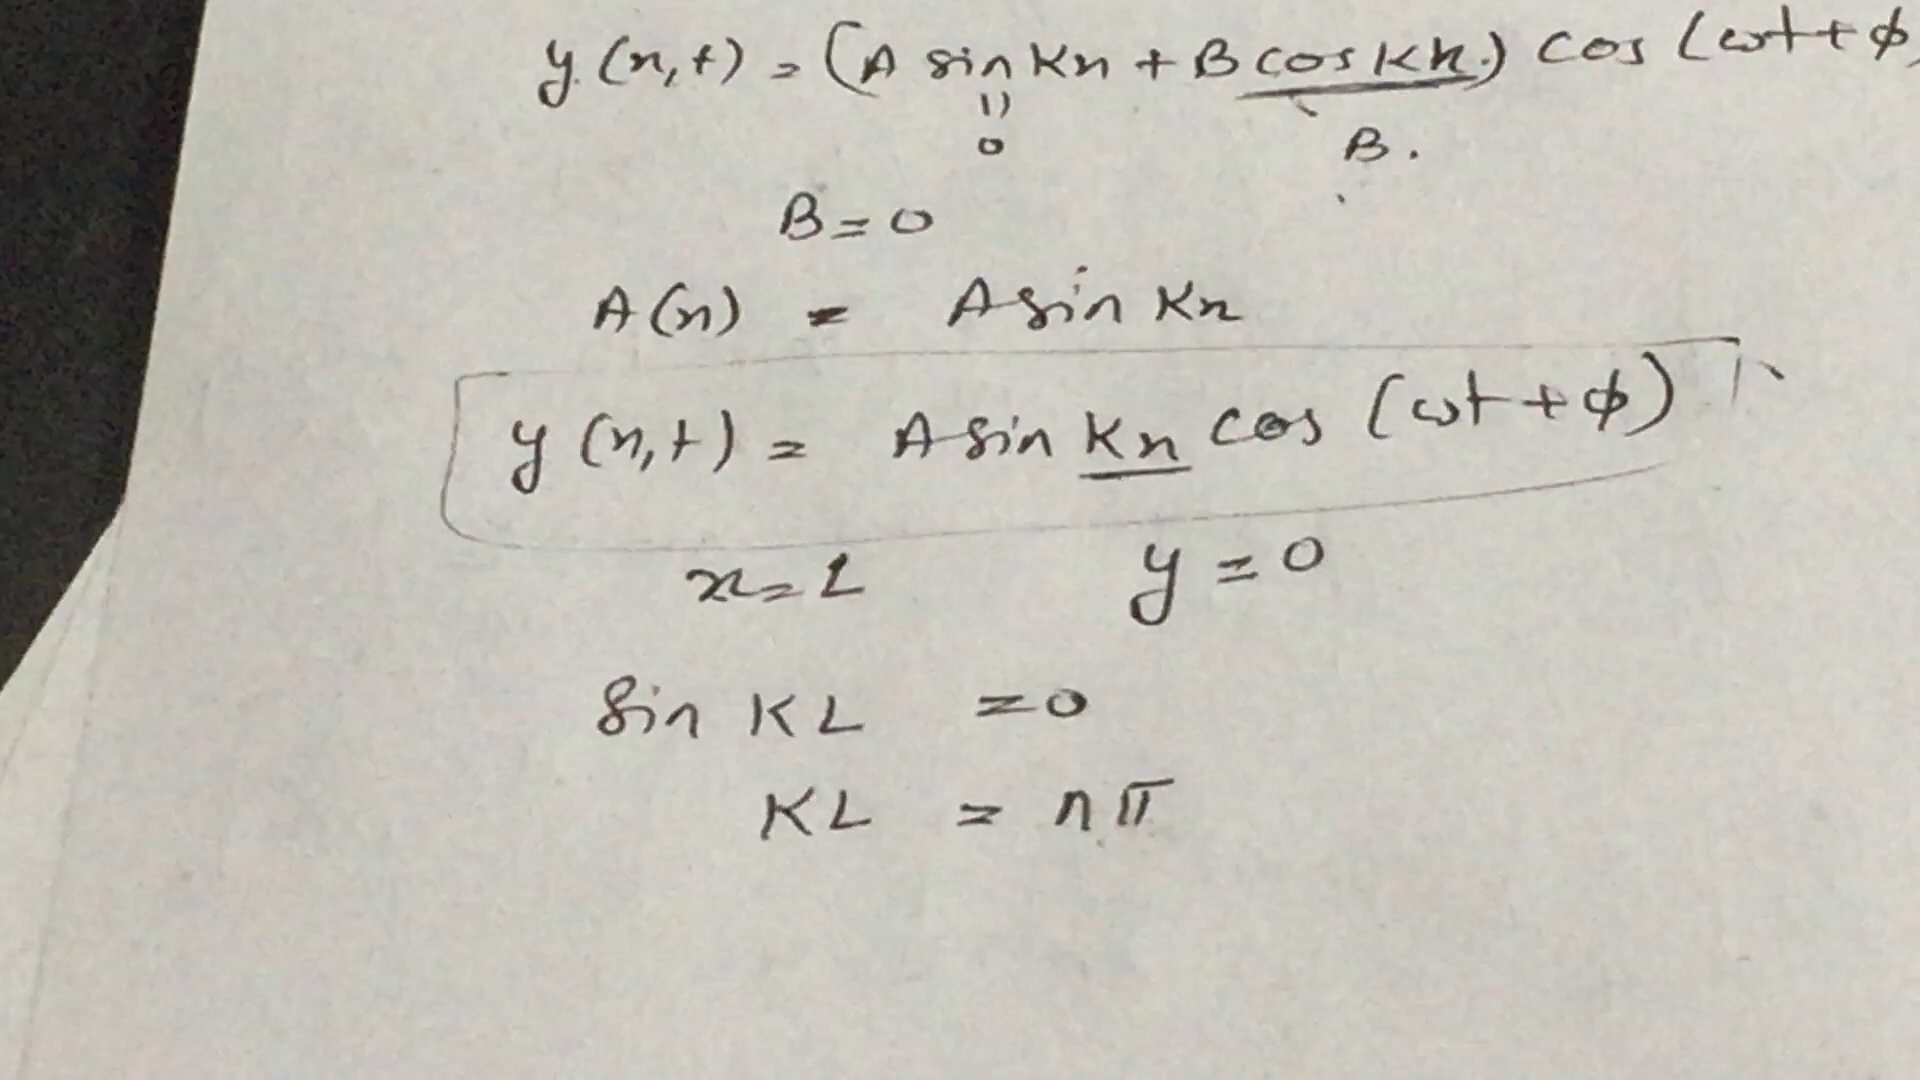 y(x,t) = (A sin Kx + B cos Kx.) cos (ωt+φ
||
0 B.
B=0
A(x) = A sin Kx
y(x,t) = A sin Kx cos (ωt+φ)
x=L y=0
Sin KL =0
KL = nπ